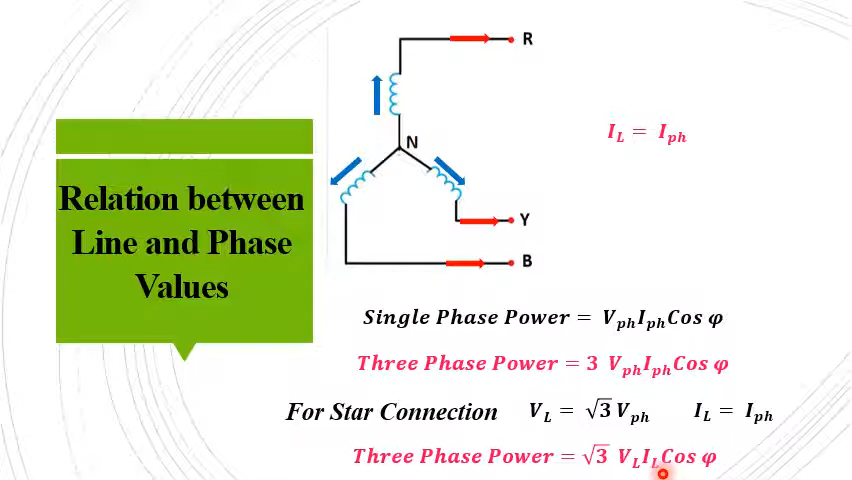 Relation between
Line and Phase
Values
R
N
Y
B
I_L = I_ph
Single Phase Power = V_ph I_ph Cos φ
Three Phase Power = 3 V_ph I_ph Cos φ
For Star Connection V_L = √3 V_ph I_L = I_ph
Three Phase Power = √3 V_L I_L Cos φ